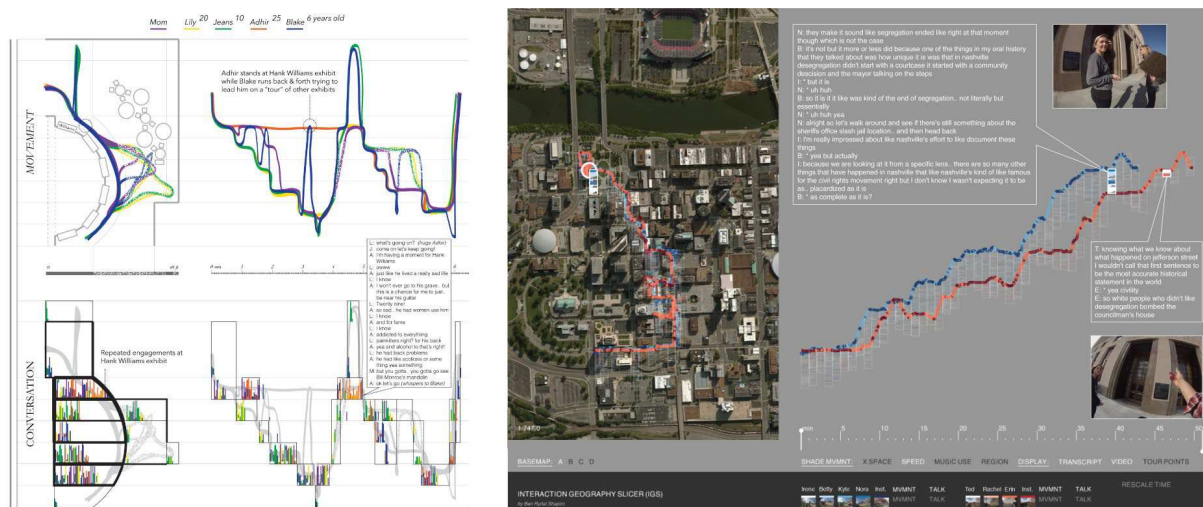 Mom Lily 20 Jeans 10 Adhir 25 Blake 6 years old
MOVEMENT
Adhir stands at Hank Williams exhibit
while Blake runs back & forth trying to
lead him on a "tour" of other exhibits
L: what's going on? (hugs Adhir)
J: come on let's keep going!
A: I'm having a moment for Hank
Williams
L: awww
A: just like he lived a really sad life
L: I know
A: I won't ever go to his grave.. but
this is a chance for me to just..
be near his guitar
L: Twenty nine!
A: so sad.. he had women use him
L: I know
A: and for fame
L: I know
A: addicted to everything
L: painkillers right? for his back
A: yea and alcohol is that's right!
L: he had back problems
A: he had like scoliosis or some
thing yea something
M: but you gotta.. you gotta go see
Bill Monroe's mandolin
A: ok let's go (whispers to Blake)
CONVERSATION
Repeated engagements at
Hank Williams exhibit
N: they make it sound like segregation ended like right at that moment
though which is not the case
B: it's not but it more or less did because one of the things in my oral history
that they talked about was how unique it is was that in nashville
desegregation didn't start with a courtcase it started with a community
descision and the mayor talking on the steps
I: * but it is
N: * uh huh
B: so it is it it like was kind of the end of segregation.. not literally but
essentially
N: * uh huh yea
N: alright so let's walk around and see if there's still something about the
sheriffs office slash jail location.. and then head back
I: I'm really impressed about like nashville's effort to like document these
things
B: * yea but actually
I: because we are looking at it from a specific lens.. there are so many other
things that have happened in nashville that like nashville's kind of like famous
for the civil rights movement right but I don't know I wasn't expecting it to be
as.. placardized as it is
B: * as complete as it is?
T: knowing what we know about
what happened on jefferson street
I wouldn't call that first sentence to
be the most accurate historical
statement in the world
E: * yea civility
E: so white people who didn't like
desegregation bombed the
councilman's house
min 5 10 15 20 25 30 35 40 45 50
BASEMAP: A B C D
SHADE MVMNT: X SPACE SPEED MUSIC USE REGION DISPLAY: TRANSCRIPT VIDEO TOUR POINTS
INTERACTION GEOGRAPHY SLICER (IGS)
by Ben Rydal Shapiro
Irene Betty Kyle Nora Inst. MVMNT TALK
MVMNT TALK
Ted Rachel Erin Inst. MVMNT TALK
MVMNT TALK
RESCALE TIME